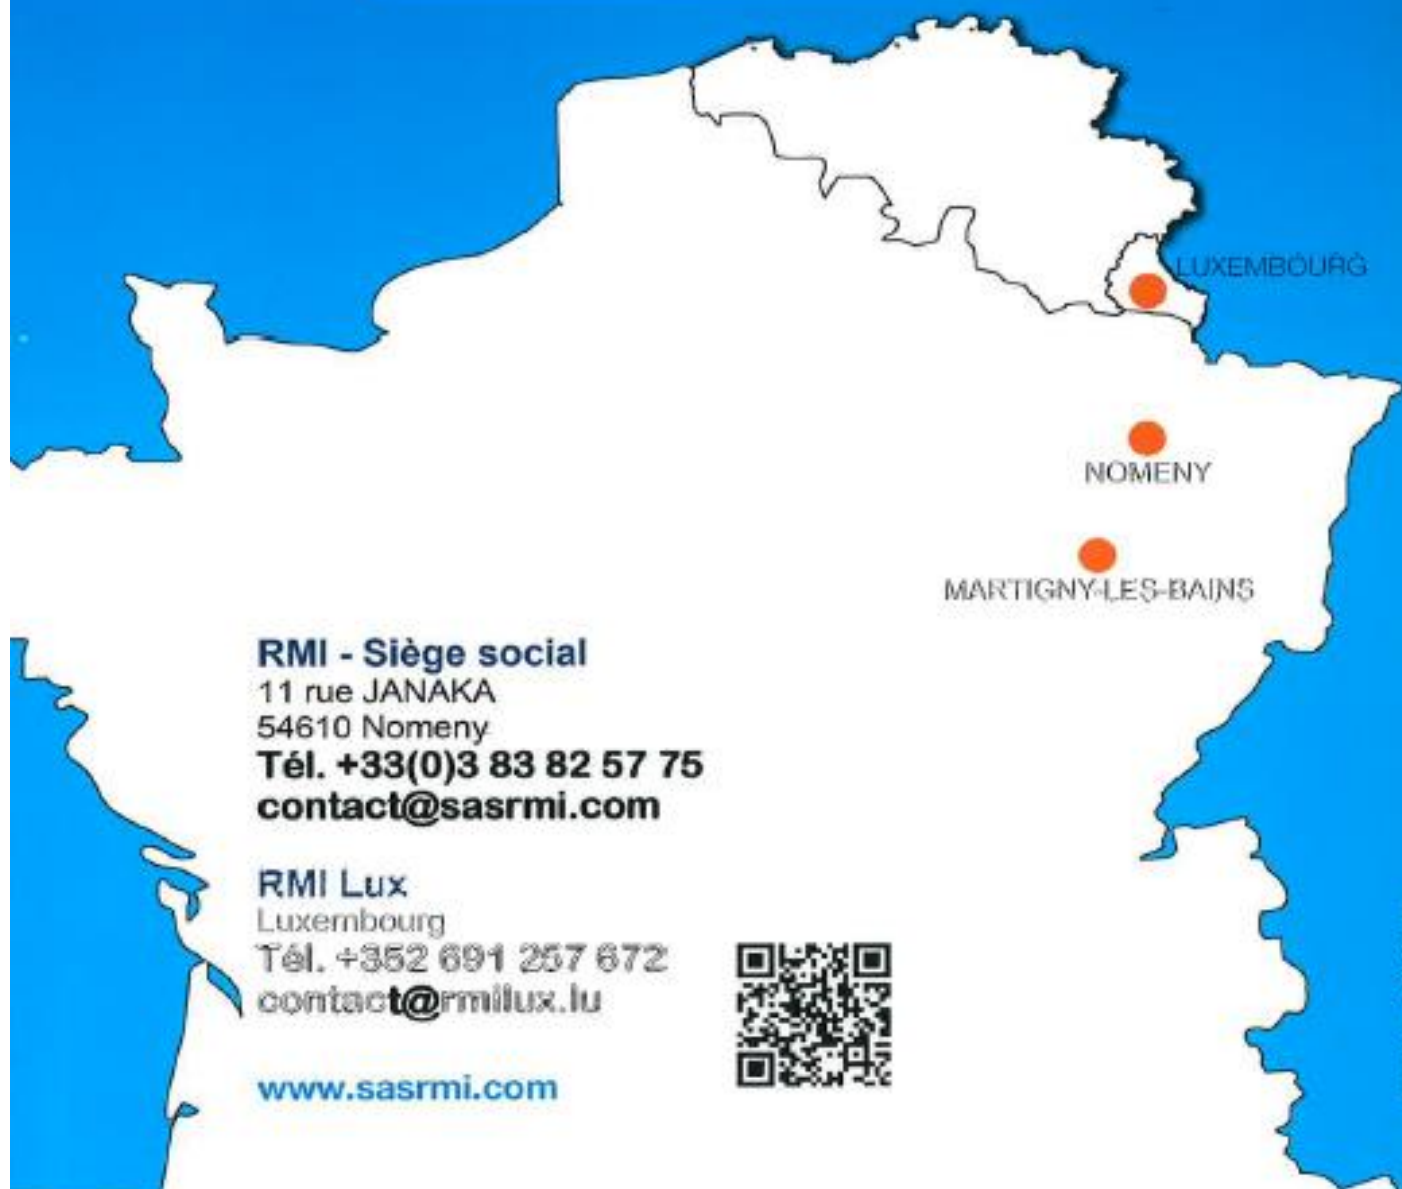 LUXEMBOURG
NOMENY
MARTIGNY-LES-BAINS
RMI - Siège social
11 rue JANAKA
54610 Nomeny
Tél. +33(0)3 83 82 57 75
contact@sasrmi.com
RMI Lux
Luxembourg
Tél. +352 691 257 672
contact@rmilux.lu
www.sasrmi.com